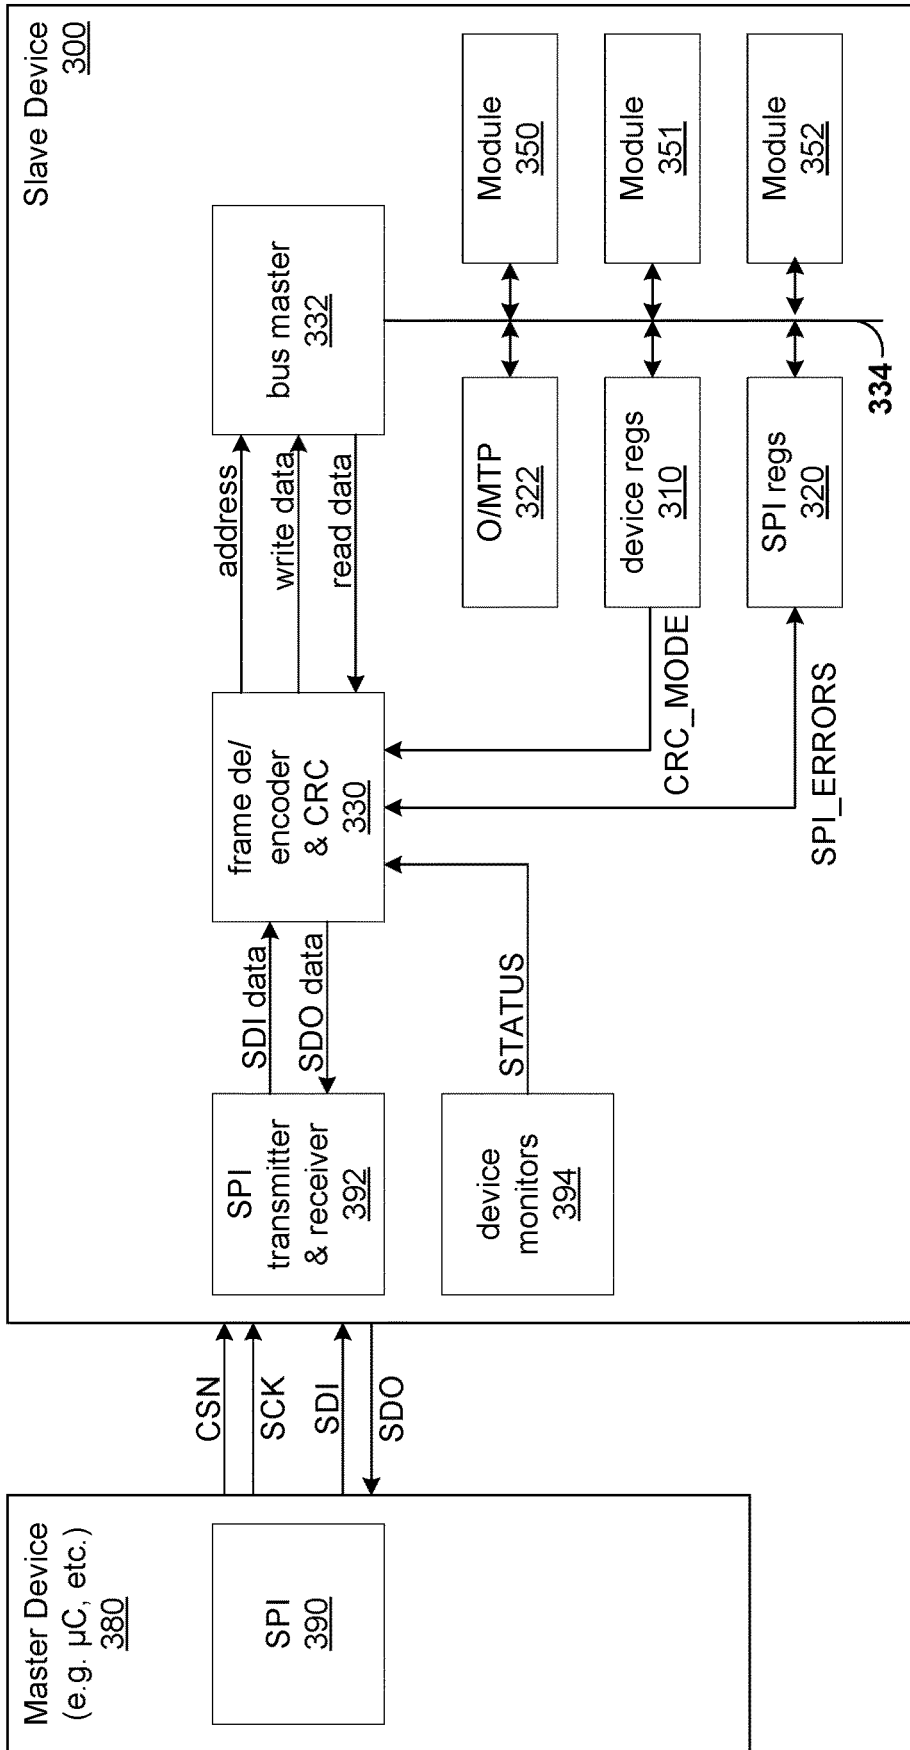 Master Device
(e.g. µC, etc.)
380
SPI
390
CSN
SCK
SDI
SDO
Slave Device
300
SPI
transmitter
& receiver
392
device
monitors
394
SDI data
SDO data
STATUS
frame de/
encoder
& CRC
330
address
write data
read data
bus master
332
CRC_MODE
SPI_ERRORS
O/MTP
322
device regs
310
SPI regs
320
Module
350
Module
351
Module
352
334